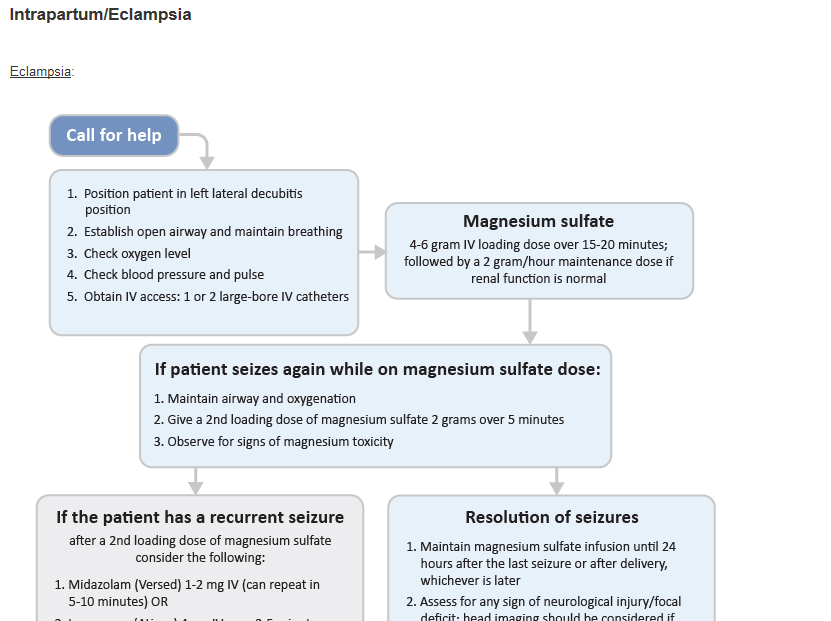 Intrapartum/Eclampsia
Eclampsia:
Call for help
1. Position patient in left lateral decubitis
position
2. Establish open airway and maintain breathing
3. Check oxygen level
4. Check blood pressure and pulse
5. Obtain IV access: 1 or 2 large-bore IV catheters
Magnesium sulfate
4-6 gram IV loading dose over 15-20 minutes;
followed by a 2 gram/hour maintenance dose if
renal function is normal
If patient seizes again while on magnesium sulfate dose:
1. Maintain airway and oxygenation
2. Give a 2nd loading dose of magnesium sulfate 2 grams over 5 minutes
3. Observe for signs of magnesium toxicity
If the patient has a recurrent seizure
after a 2nd loading dose of magnesium sulfate
consider the following:
1. Midazolam (Versed) 1-2 mg IV (can repeat in
5-10 minutes) OR
Resolution of seizures
1. Maintain magnesium sulfate infusion until 24
hours after the last seizure or after delivery,
whichever is later
2. Assess for any sign of neurological injury/focal
deficit; head imaging should be considered if